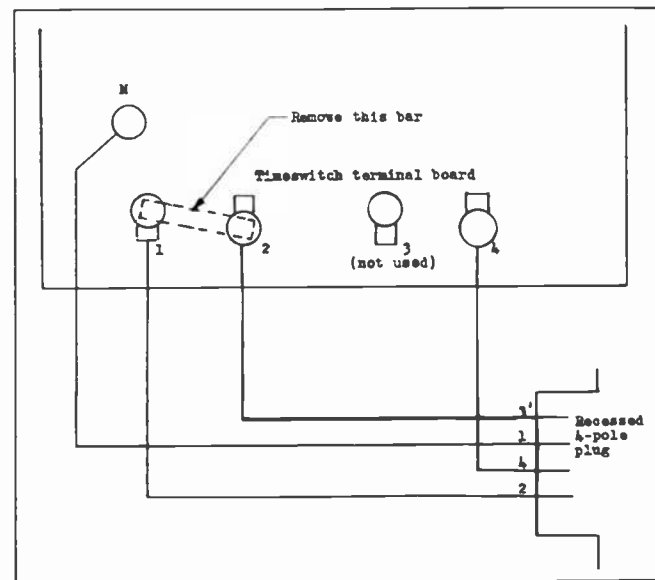 M
Remove this bar
Timeswitch terminal board
1
2
3
4
(not used)
3'
1
4
2
Recessed
4-pole
plug